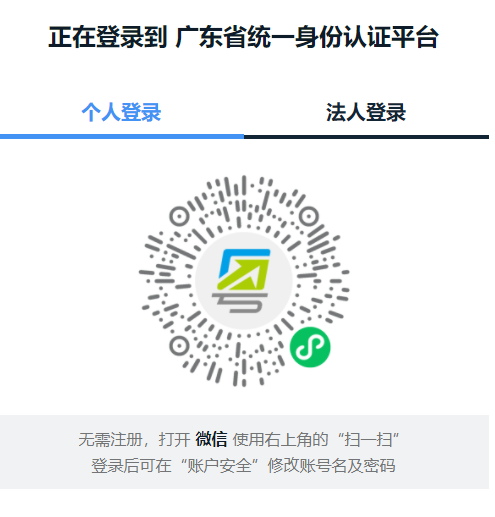 正在登录到 广东省统一身份认证平台
个人登录 法人登录
无需注册，打开 微信 使用右上角的“扫一扫”
登录后可在“账户安全”修改账号名及密码